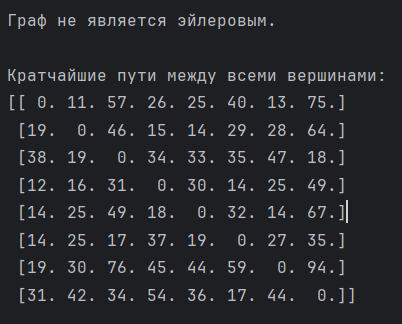 Граф не является эйлеровым.
Кратчайшие пути между всеми вершинами:
[[ 0. 11. 57. 26. 25. 40. 13. 75.]
 [19.  0. 46. 15. 14. 29. 28. 64.]
 [38. 19.  0. 34. 33. 35. 47. 18.]
 [12. 16. 31.  0. 30. 14. 25. 49.]
 [14. 25. 49. 18.  0. 32. 14. 67.]
 [14. 25. 17. 37. 19.  0. 27. 35.]
 [19. 30. 76. 45. 44. 59.  0. 94.]
 [31. 42. 34. 54. 36. 17. 44.  0.]]